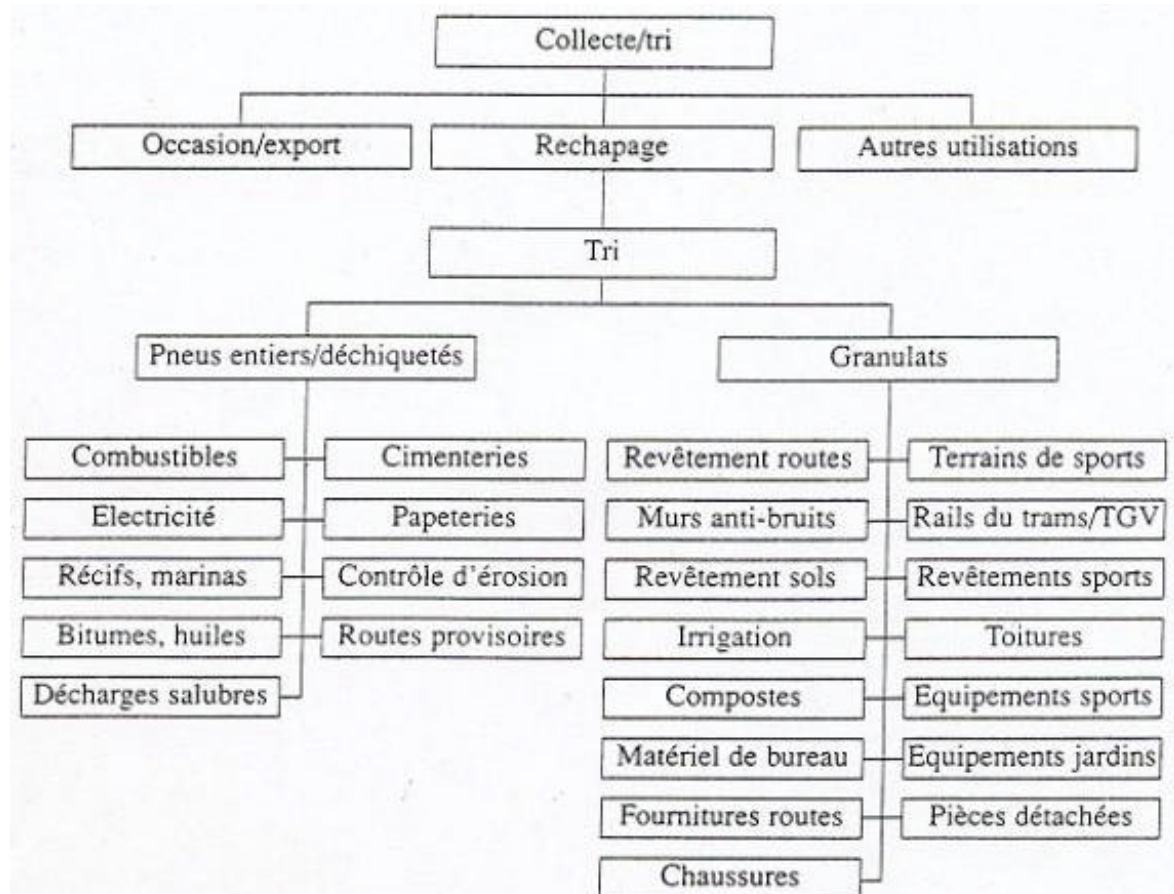 Collecte/tri
Occasion/export
Rechapage
Autres utilisations
Tri
Pneus entiers/déchiquetés
Granulats
Combustibles
Cimenteries
Electricité
Papeteries
Récifs, marinas
Contrôle d'érosion
Bitumes, huiles
Routes provisoires
Décharges salubres
Revêtement routes
Terrains de sports
Murs anti-bruits
Rails du trams/TGV
Revêtement sols
Revêtements sports
Irrigation
Toitures
Compostes
Equipements sports
Matériel de bureau
Equipements jardins
Fournitures routes
Pièces détachées
Chaussures